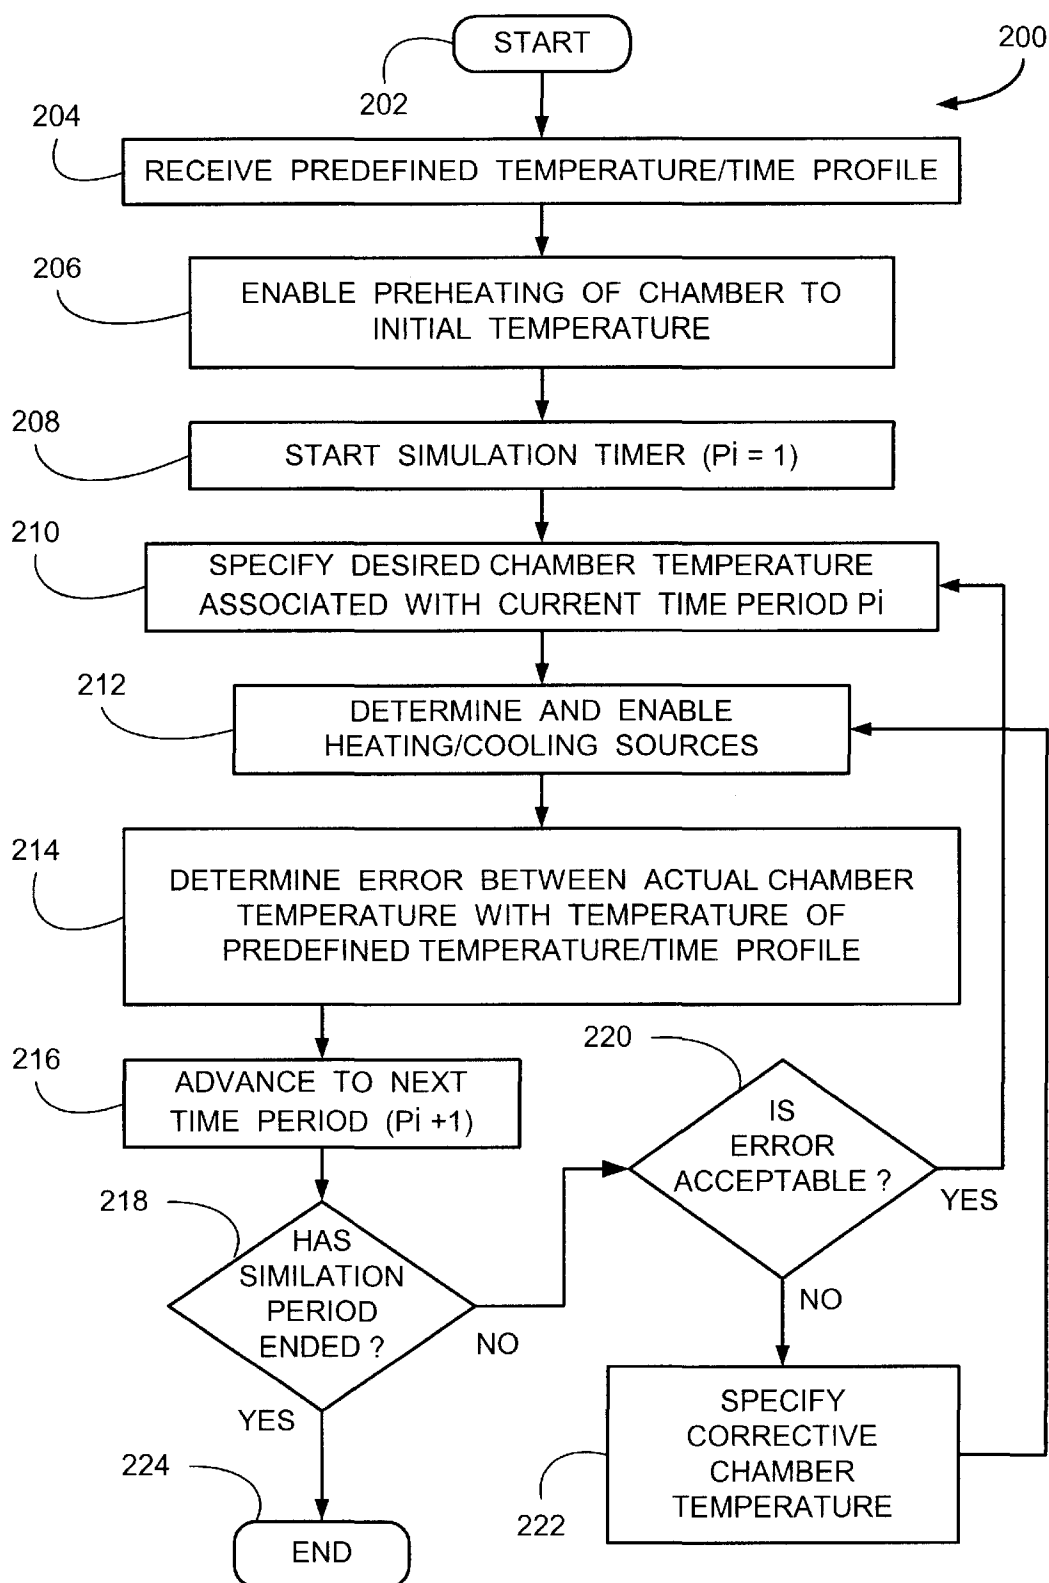 START
200
202
204
RECEIVE PREDEFINED TEMPERATURE/TIME PROFILE
206
ENABLE PREHEATING OF CHAMBER TO
INITIAL TEMPERATURE
208
START SIMULATION TIMER (Pi = 1)
210
SPECIFY DESIRED CHAMBER TEMPERATURE
ASSOCIATED WITH CURRENT TIME PERIOD Pi
212
DETERMINE AND ENABLE
HEATING/COOLING SOURCES
214
DETERMINE ERROR BETWEEN ACTUAL CHAMBER
TEMPERATURE WITH TEMPERATURE OF
PREDEFINED TEMPERATURE/TIME PROFILE
216
ADVANCE TO NEXT
TIME PERIOD (Pi +1)
218
HAS
SIMILATION
PERIOD
ENDED ?
NO
YES
220
IS
ERROR
ACCEPTABLE ?
YES
NO
222
SPECIFY
CORRECTIVE
CHAMBER
TEMPERATURE
224
END